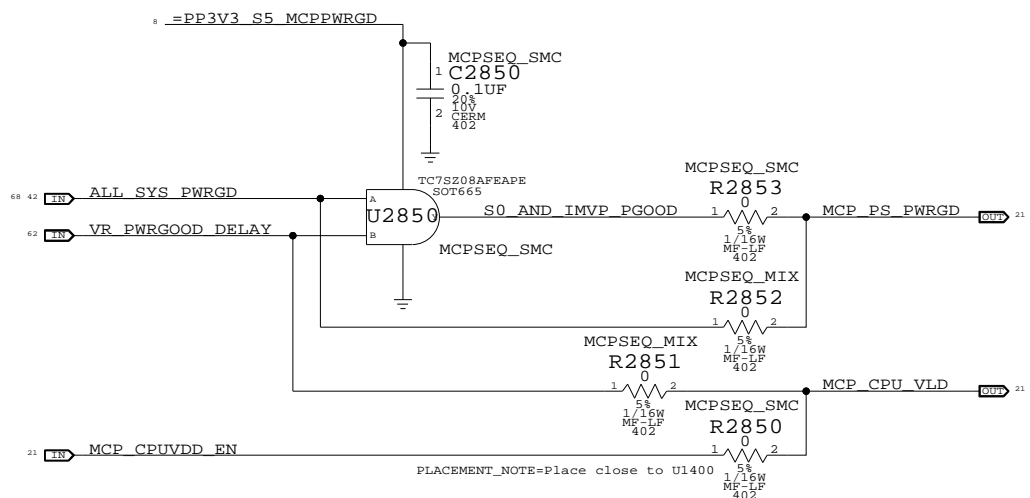 8 =PP3V3_S5_MCPPWRGD
MCPSEQ_SMC
1 C2850
0.1UF
20%
10V
2 CERM
402
TC7SZ08AFEAPE
SOT665
68 42 IN ALL_SYS_PWRGD
A
U2850
S0_AND_IMVP_PGOOD
62 IN VR_PWRGOOD_DELAY
B
MCPSEQ_SMC
MCPSEQ_SMC
R2853
0
1 2
5%
1/16W
MF-LF
402
MCP_PS_PWRGD OUT 21
MCPSEQ_MIX
R2852
0
1 2
5%
1/16W
MF-LF
402
MCPSEQ_MIX
R2851
0
1 2
5%
1/16W
MF-LF
402
MCP_CPU_VLD OUT 21
MCPSEQ_SMC
R2850
0
1 2
5%
1/16W
MF-LF
402
21 IN MCP_CPUVDD_EN
PLACEMENT_NOTE=Place close to U1400